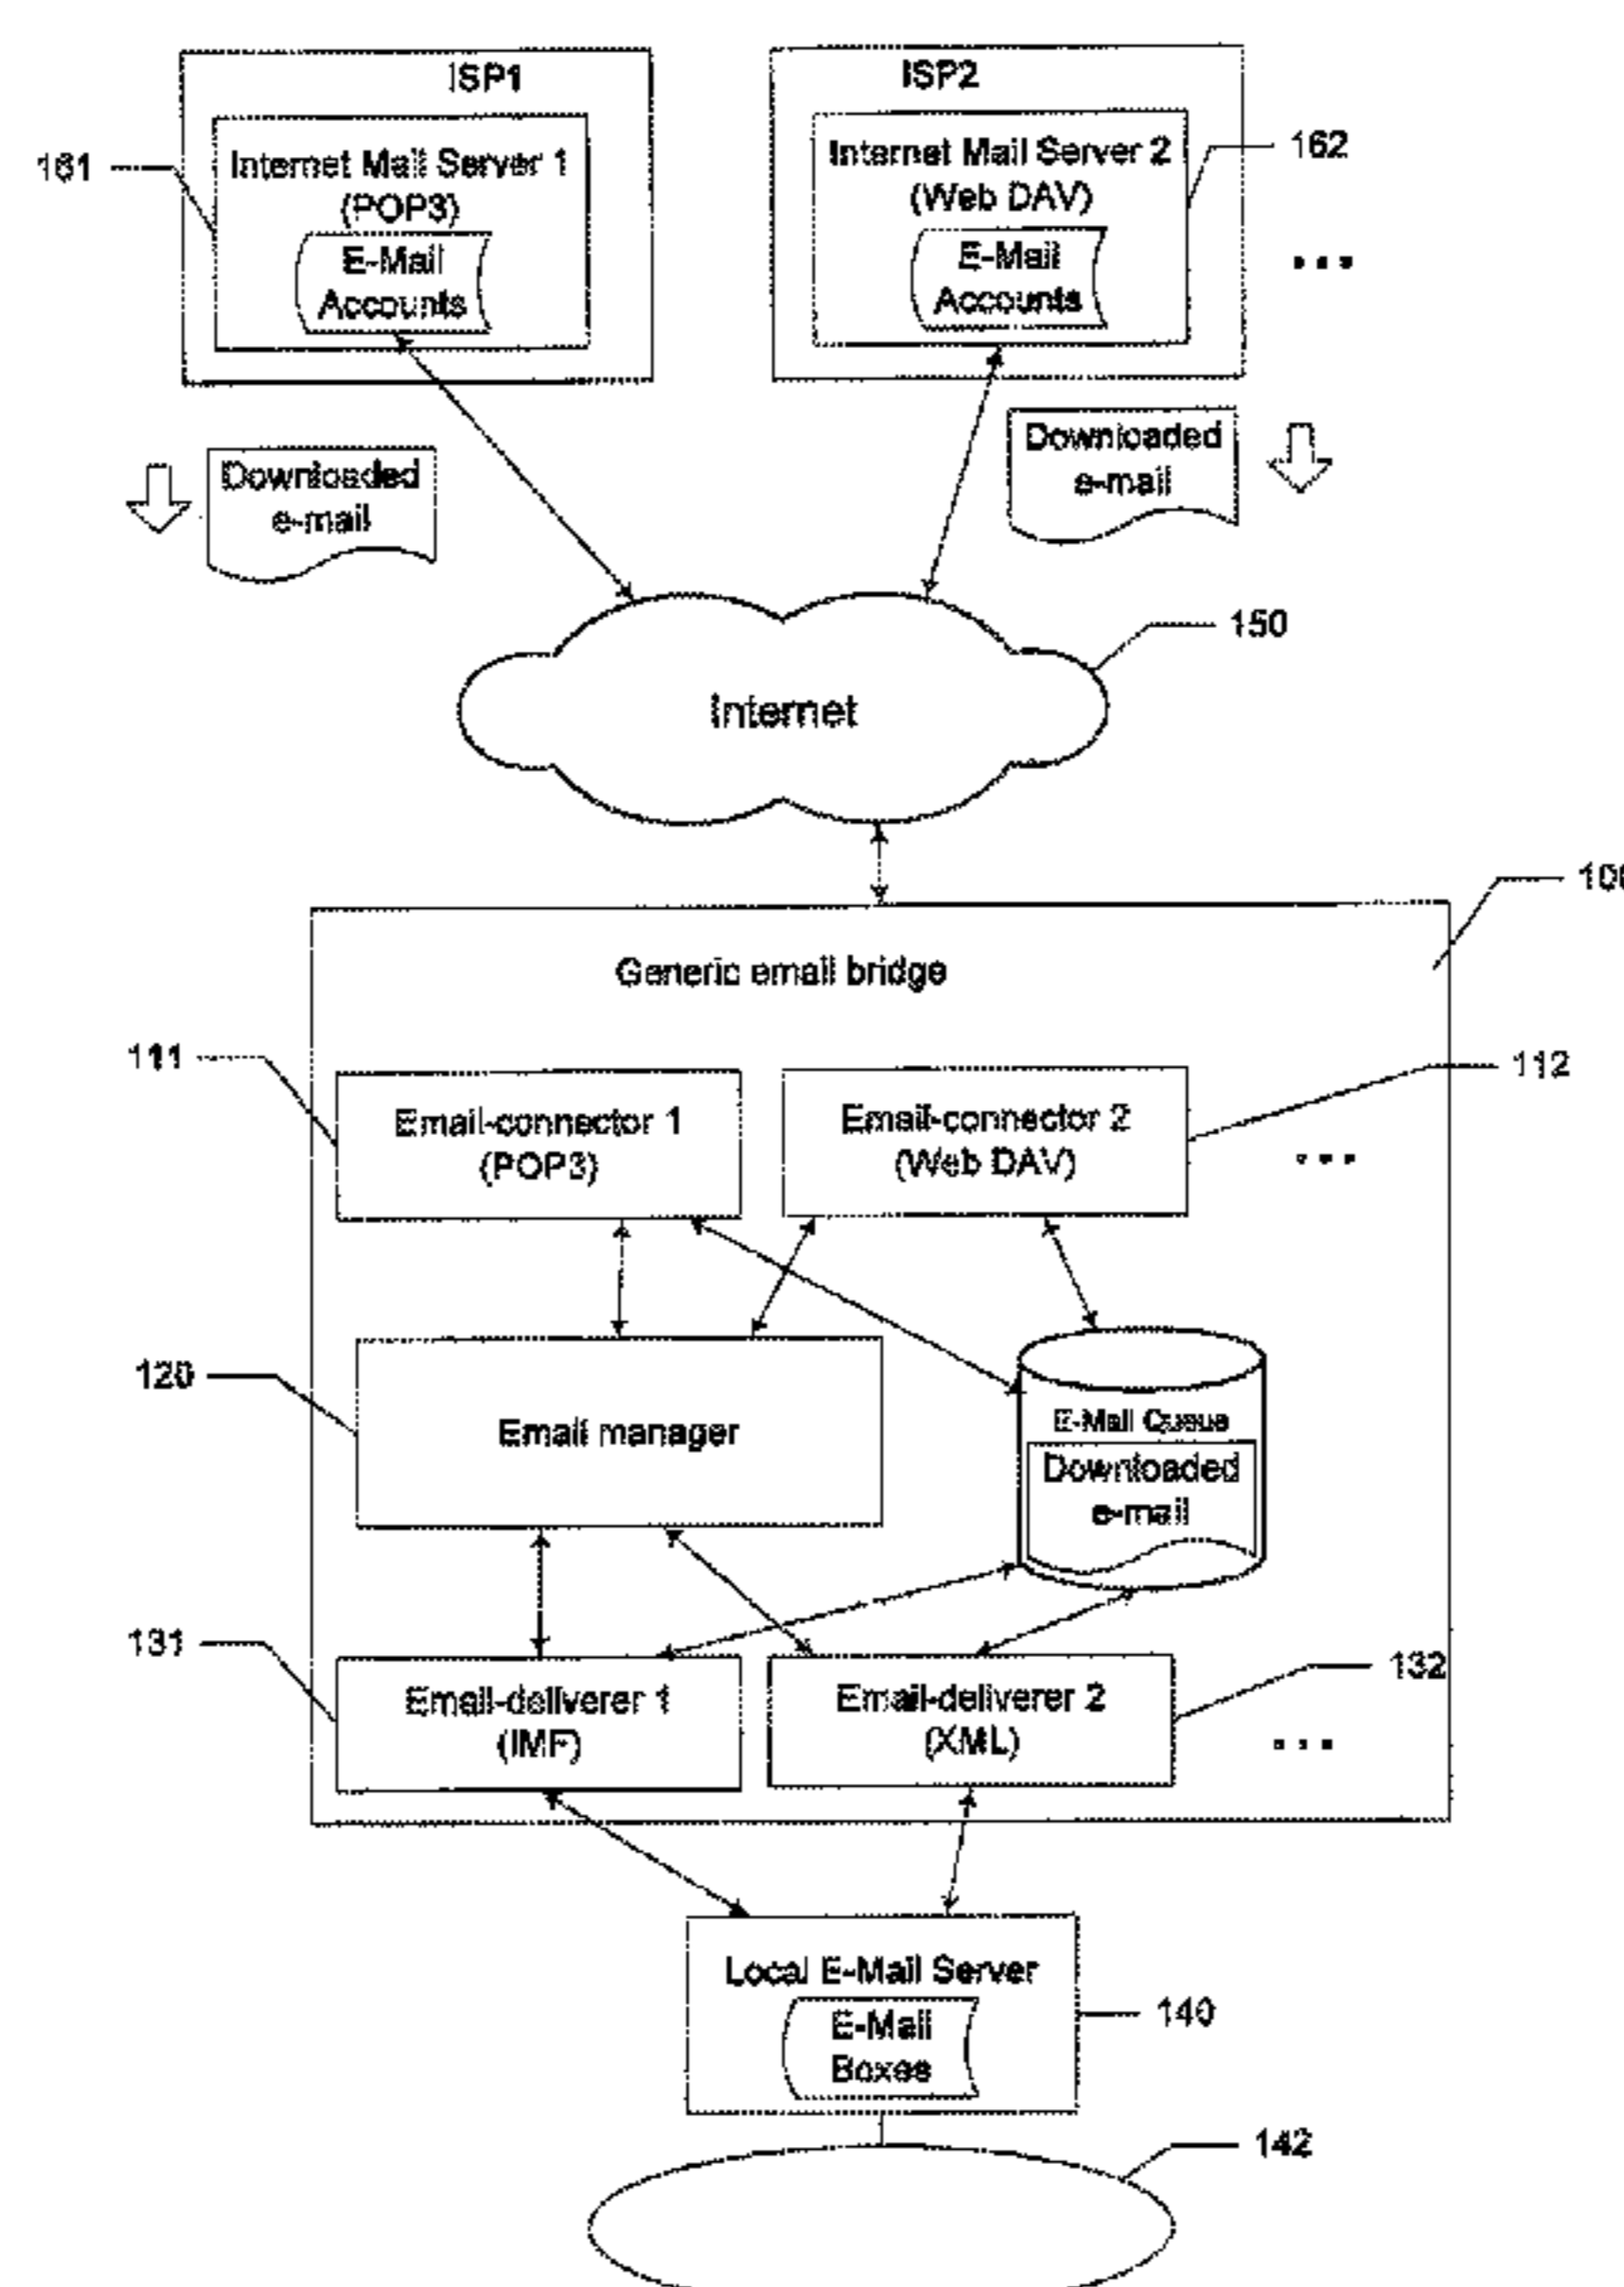 ISP1
ISP2
161
Internet Mail Server 1
(POP3)
E-Mail
Accounts
Internet Mail Server 2
(Web DAV)
E-Mail
Accounts
162
...
Downloaded
e-mail
Downloaded
e-mail
150
Internet
Generic email bridge
111
Email-connector 1
(POP3)
Email-connector 2
(Web DAV)
112
...
120
Email manager
E-Mail Queue
Downloaded
e-mail
131
Email-deliverer 1
(IMF)
Email-deliverer 2
(XML)
132
...
Local E-Mail Server
E-Mail
Boxes
140
142